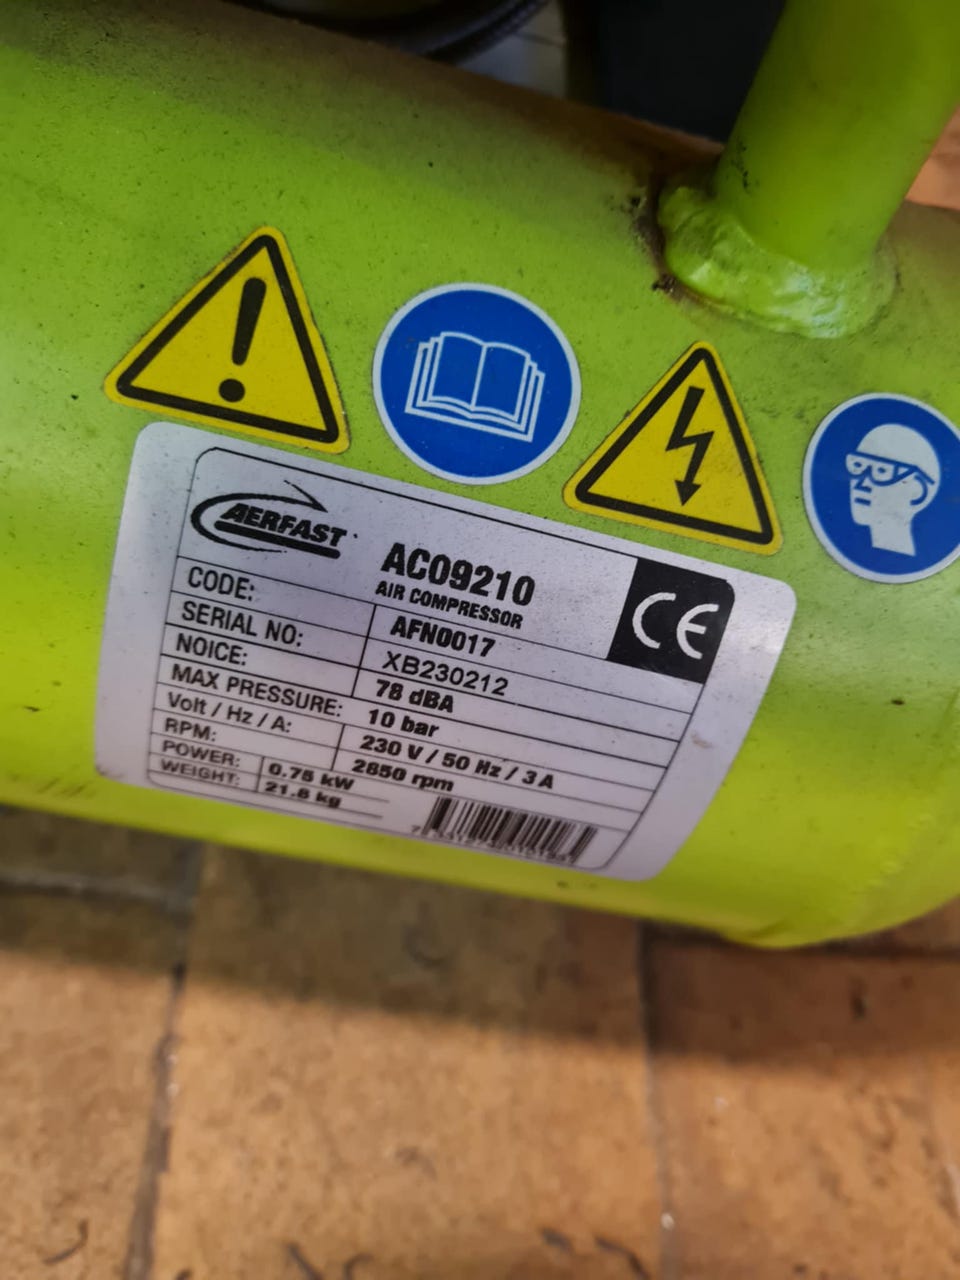 AERFAST
AC09210
AIR COMPRESSOR
CE
CODE: AFN0017
SERIAL NO: XB230212
NOICE: 78 dBA
MAX PRESSURE: 10 bar
Volt / Hz / A: 230 V / 50 Hz / 3 A
RPM: 2850 rpm
POWER: 0.75 kW
WEIGHT: 21.8 kg